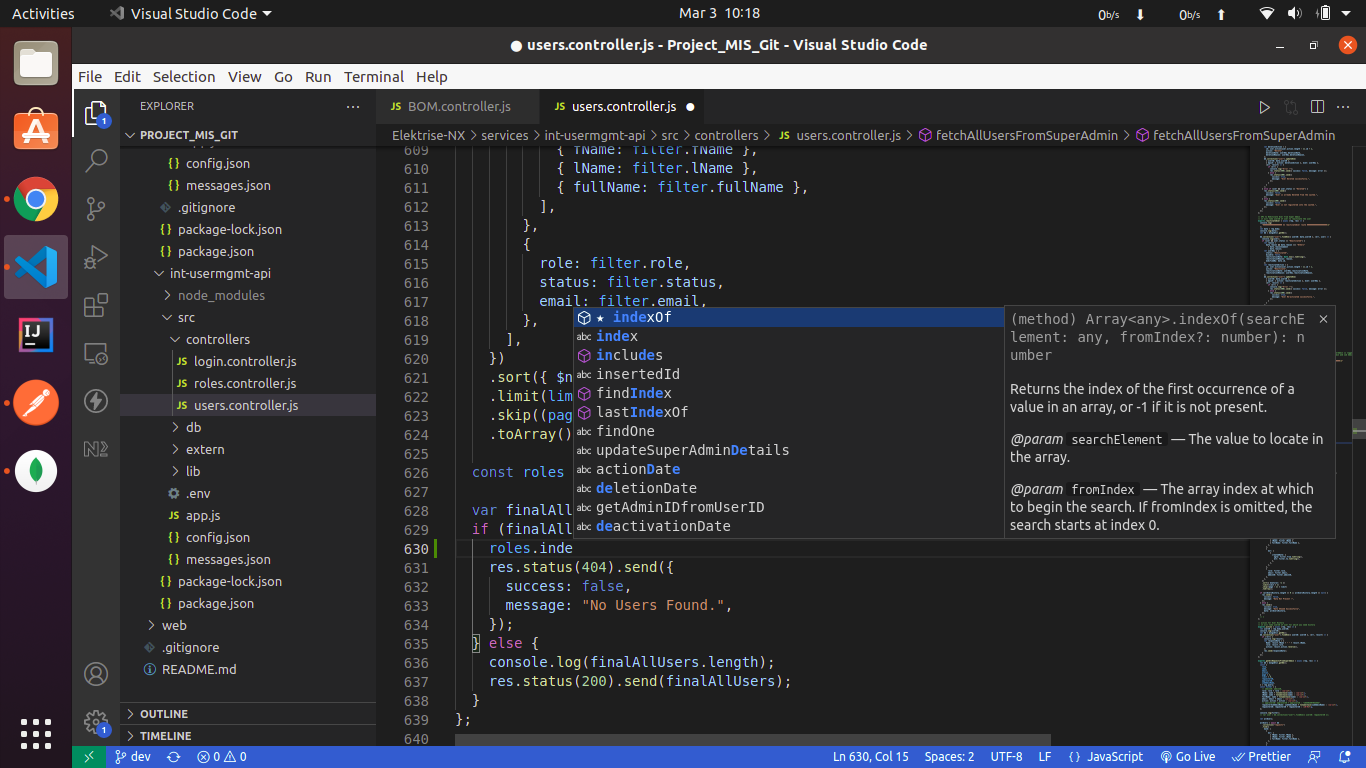 Activities
Visual Studio Code
Mar 3 10:18
0b/s
0b/s
users.controller.js - Project_MIS_Git - Visual Studio Code
File Edit Selection View Go Run Terminal Help
EXPLORER
PROJECT_MIS_GIT
config.json
messages.json
.gitignore
package-lock.json
package.json
int-usermgmt-api
node_modules
src
controllers
login.controller.js
roles.controller.js
users.controller.js
db
extern
lib
.env
app.js
config.json
messages.json
package-lock.json
package.json
web
.gitignore
README.md
OUTLINE
TIMELINE
JS BOM.controller.js
JS users.controller.js
Elektrise-NX > services > int-usermgmt-api > src > controllers > JS users.controller.js > fetchAllUsersFromSuperAdmin > fetchAllUsersFromSuperAdmin
609 { fName: filter.fName },
610 { lName: filter.lName },
611 { fullName: filter.fullName },
612 ],
613 },
614 {
615 role: filter.role,
616 status: filter.status,
617 email: filter.email,
618 },
619 ],
620 })
621 .sort({ $n
622 .limit(lim
623 .skip((pag
624 .toArray()
625
626 const roles
627
628 var finalAll
629 if (finalAll
630 roles.inde
631 res.status(404).send({
632 success: false,
633 message: "No Users Found.",
634 });
635 } else {
636 console.log(finalAllUsers.length);
637 res.status(200).send(finalAllUsers);
638 }
639 };
640
★ indexOf
abc index
includes
abc insertedId
findIndex
lastIndexOf
abc findOne
abc updateSuperAdminDetails
abc actionDate
abc deletionDate
abc getAdminIDfromUserID
abc deactivationDate
(method) Array<any>.indexOf(searchE
lement: any, fromIndex?: number): n
umber
Returns the index of the first occurrence of a
value in an array, or -1 if it is not present.
@param searchElement — The value to locate in
the array.
@param fromIndex — The array index at which
to begin the search. If fromIndex is omitted, the
search starts at index 0.
dev
0 0
Ln 630, Col 15
Spaces: 2
UTF-8
LF
{ } JavaScript
Go Live
Prettier